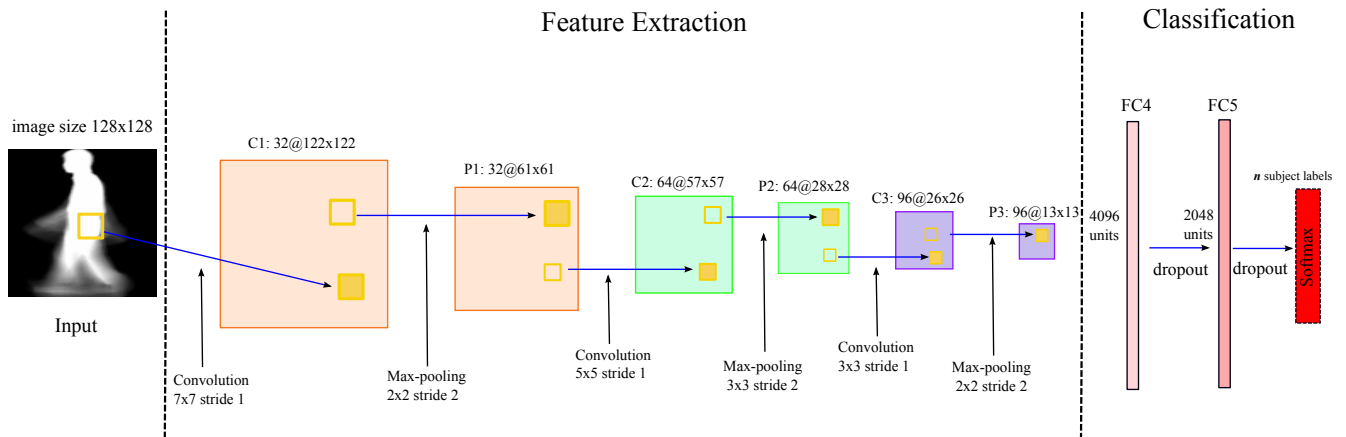 Feature Extraction
Classification
image size 128x128
Input
C1: 32@122x122
P1: 32@61x61
C2: 64@57x57
P2: 64@28x28
C3: 96@26x26
P3: 96@13x13
Convolution
7x7 stride 1
Max-pooling
2x2 stride 2
Convolution
5x5 stride 1
Max-pooling
3x3 stride 2
Convolution
3x3 stride 1
Max-pooling
2x2 stride 2
FC4
4096
units
dropout
FC5
2048
units
dropout
n subject labels
Softmax